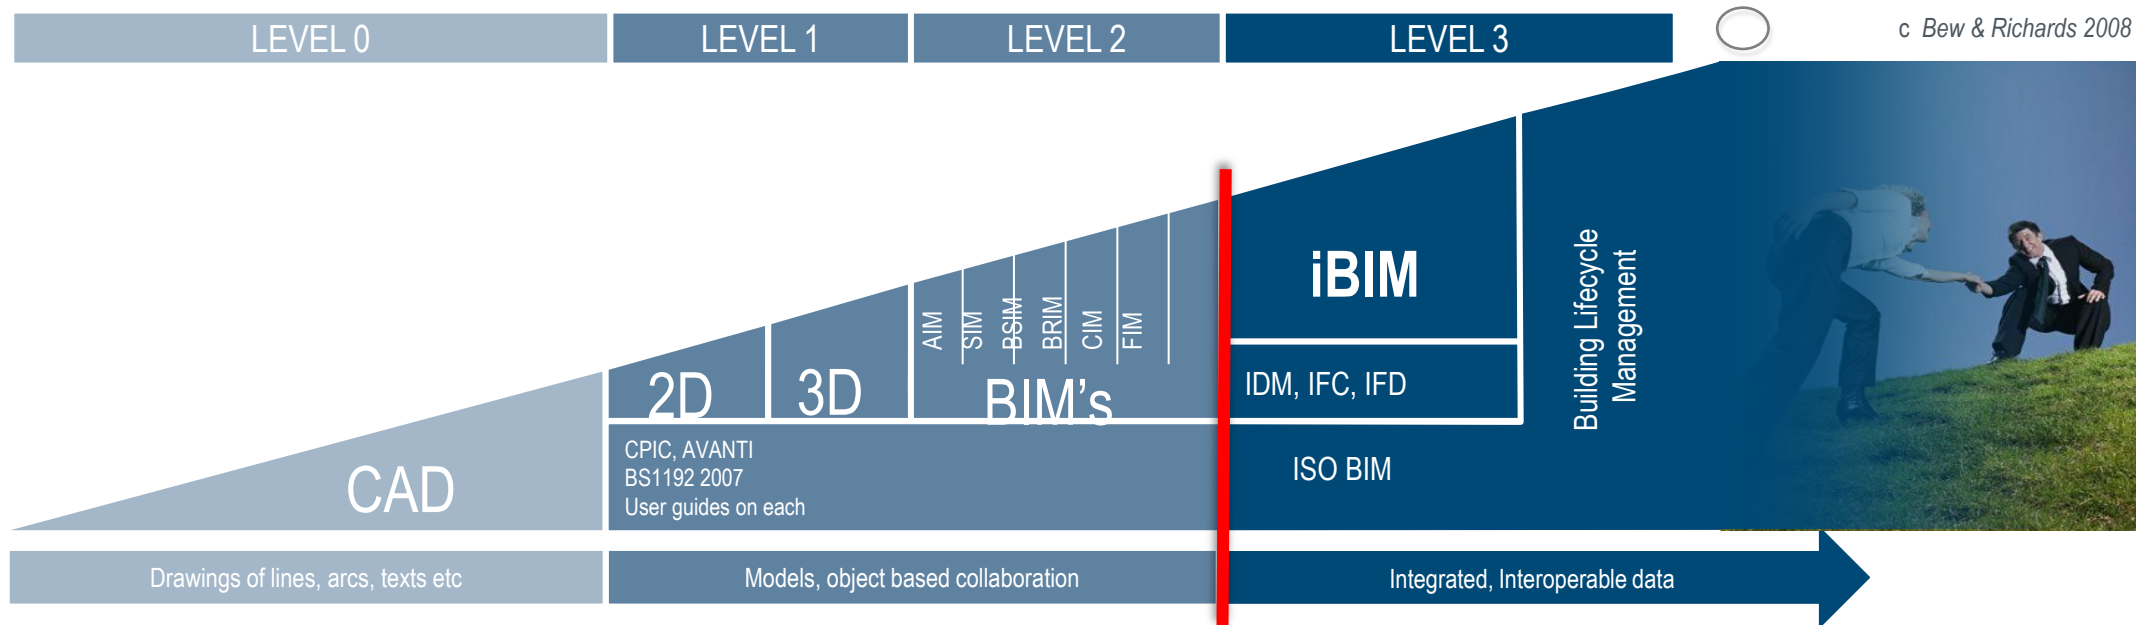 LEVEL 0
LEVEL 1
LEVEL 2
LEVEL 3
c Bew & Richards 2008
CAD
2D
3D
AIM
SIM
BSIM
BRIM
CIM
FIM
BIM's
CPIC, AVANTI
BS1192 2007
User guides on each
iBIM
IDM, IFC, IFD
ISO BIM
Building Lifecycle
Management
Drawings of lines, arcs, texts etc
Models, object based collaboration
Integrated, Interoperable data